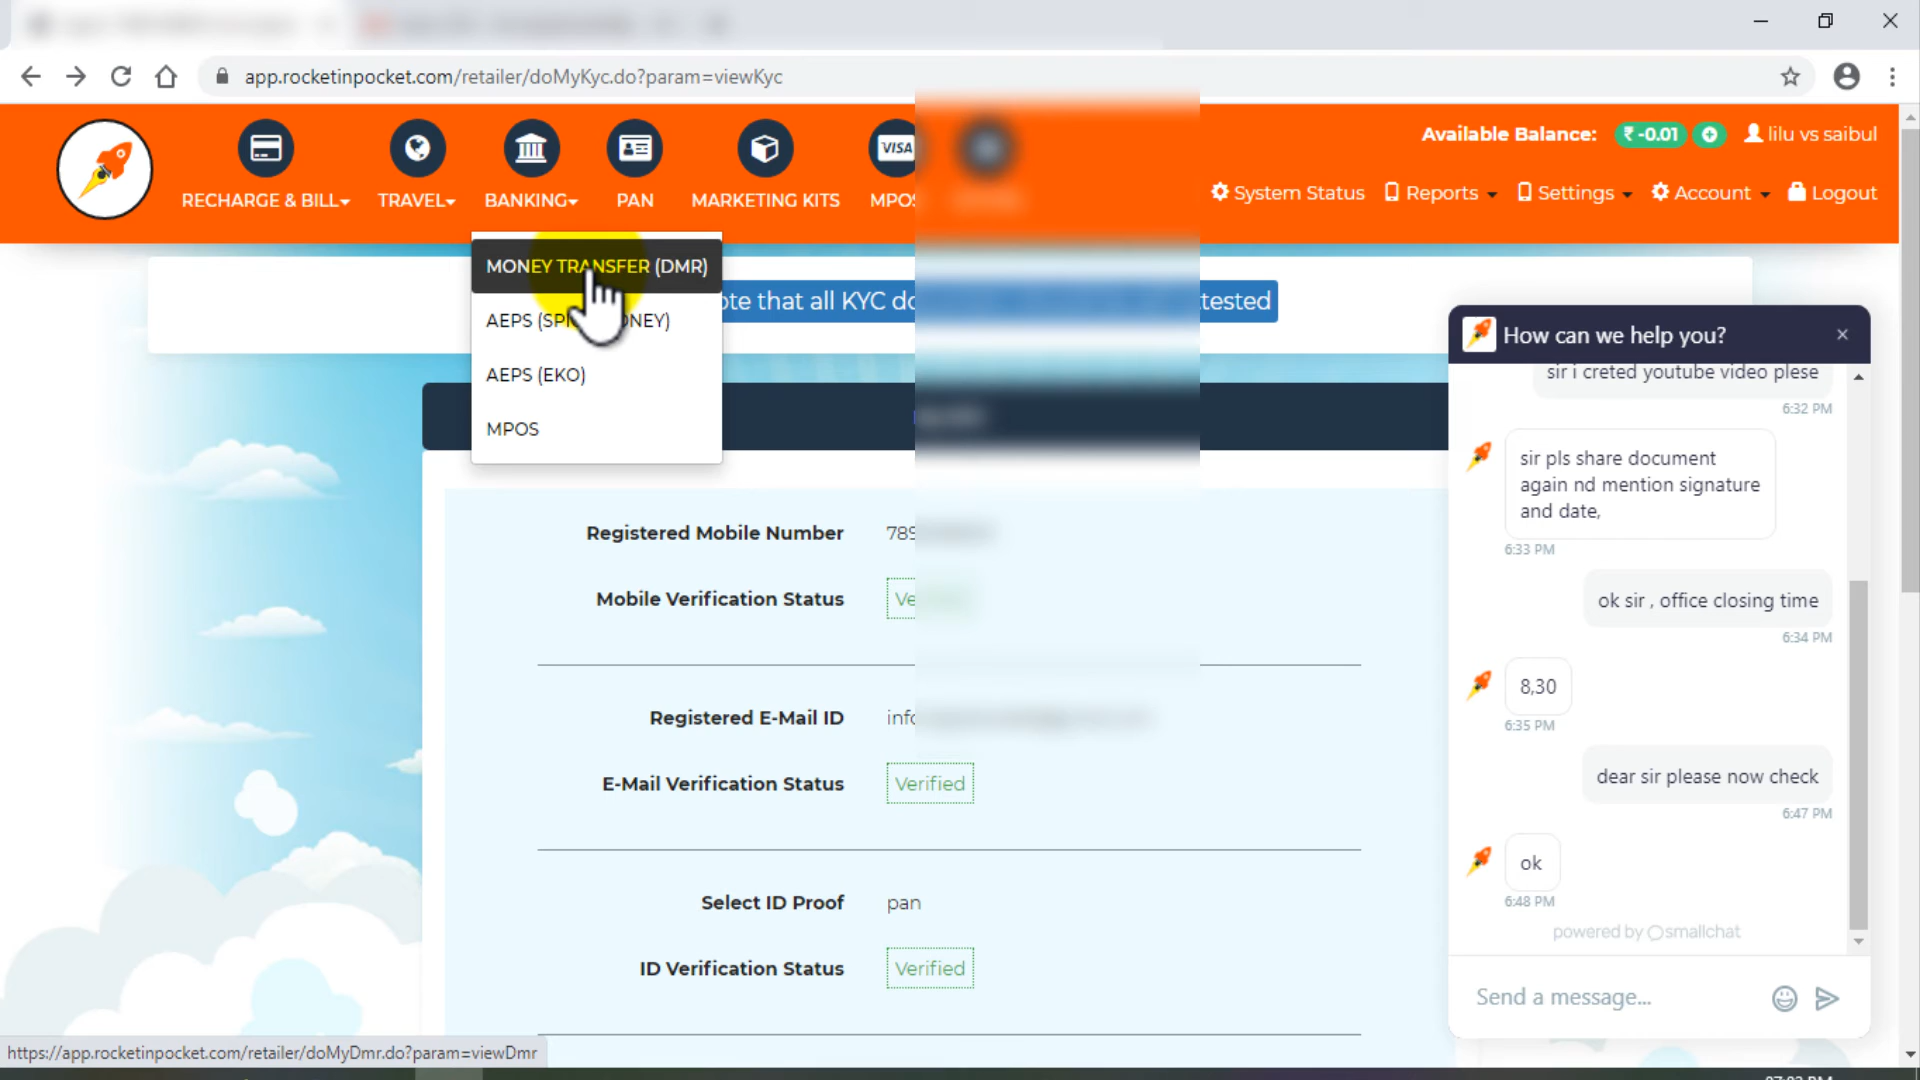 app.rocketinpocket.com/retailer/doMyKyc.do?param=viewKyc
Available Balance: ₹ -0.01 lilu vs saibul
RECHARGE & BILL TRAVEL BANKING PAN MARKETING KITS VISA
System Status Reports Settings Account Logout
MONEY TRANSFER (DMR)
that all KYC
AEPS
AEPS (EKO)
MPOS
Registered Mobile Number
Mobile Verification Status
Registered E-Mail ID
E-Mail Verification Status Verified
Select ID Proof pan
ID Verification Status Verified
How can we help you?
sir i creted youtube video plese
6:32 PM
sir pls share document
again nd mention signature
and date,
6:33 PM
ok sir , office closing time
6:34 PM
8,30
6:35 PM
dear sir please now check
6:47 PM
ok
6:48 PM
powered by smallchat
Send a message...
https://app.rocketinpocket.com/retailer/doMyDmr.do?param=viewDmr